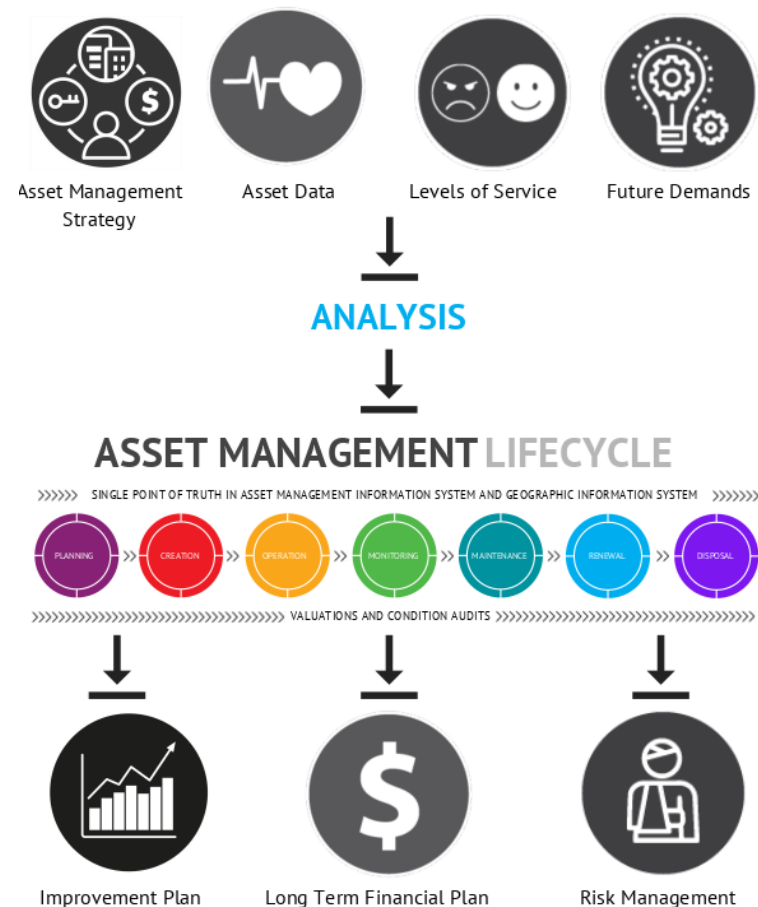 Asset Management
Strategy
Asset Data
Levels of Service
Future Demands
ANALYSIS
ASSET MANAGEMENT LIFECYCLE
SINGLE POINT OF TRUTH IN ASSET MANAGEMENT INFORMATION SYSTEM AND GEOGRAPHIC INFORMATION SYSTEM
PLANNING
CREATION
OPERATION
MONITORING
MAINTENANCE
RENEWAL
DISPOSAL
VALUATIONS AND CONDITION AUDITS
Improvement Plan
Long Term Financial Plan
Risk Management